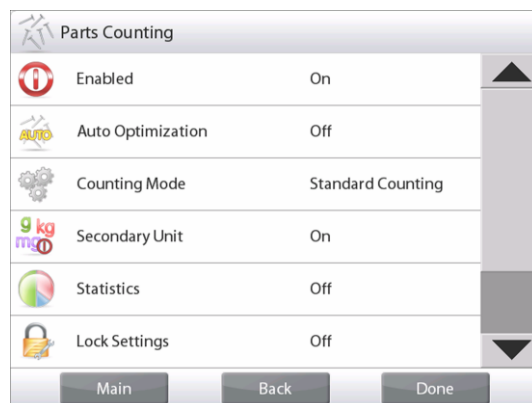 Parts Counting
Enabled On
AUTO Auto Optimization Off
Counting Mode Standard Counting
g kg mg Secondary Unit On
Statistics Off
Lock Settings Off
Main Back Done